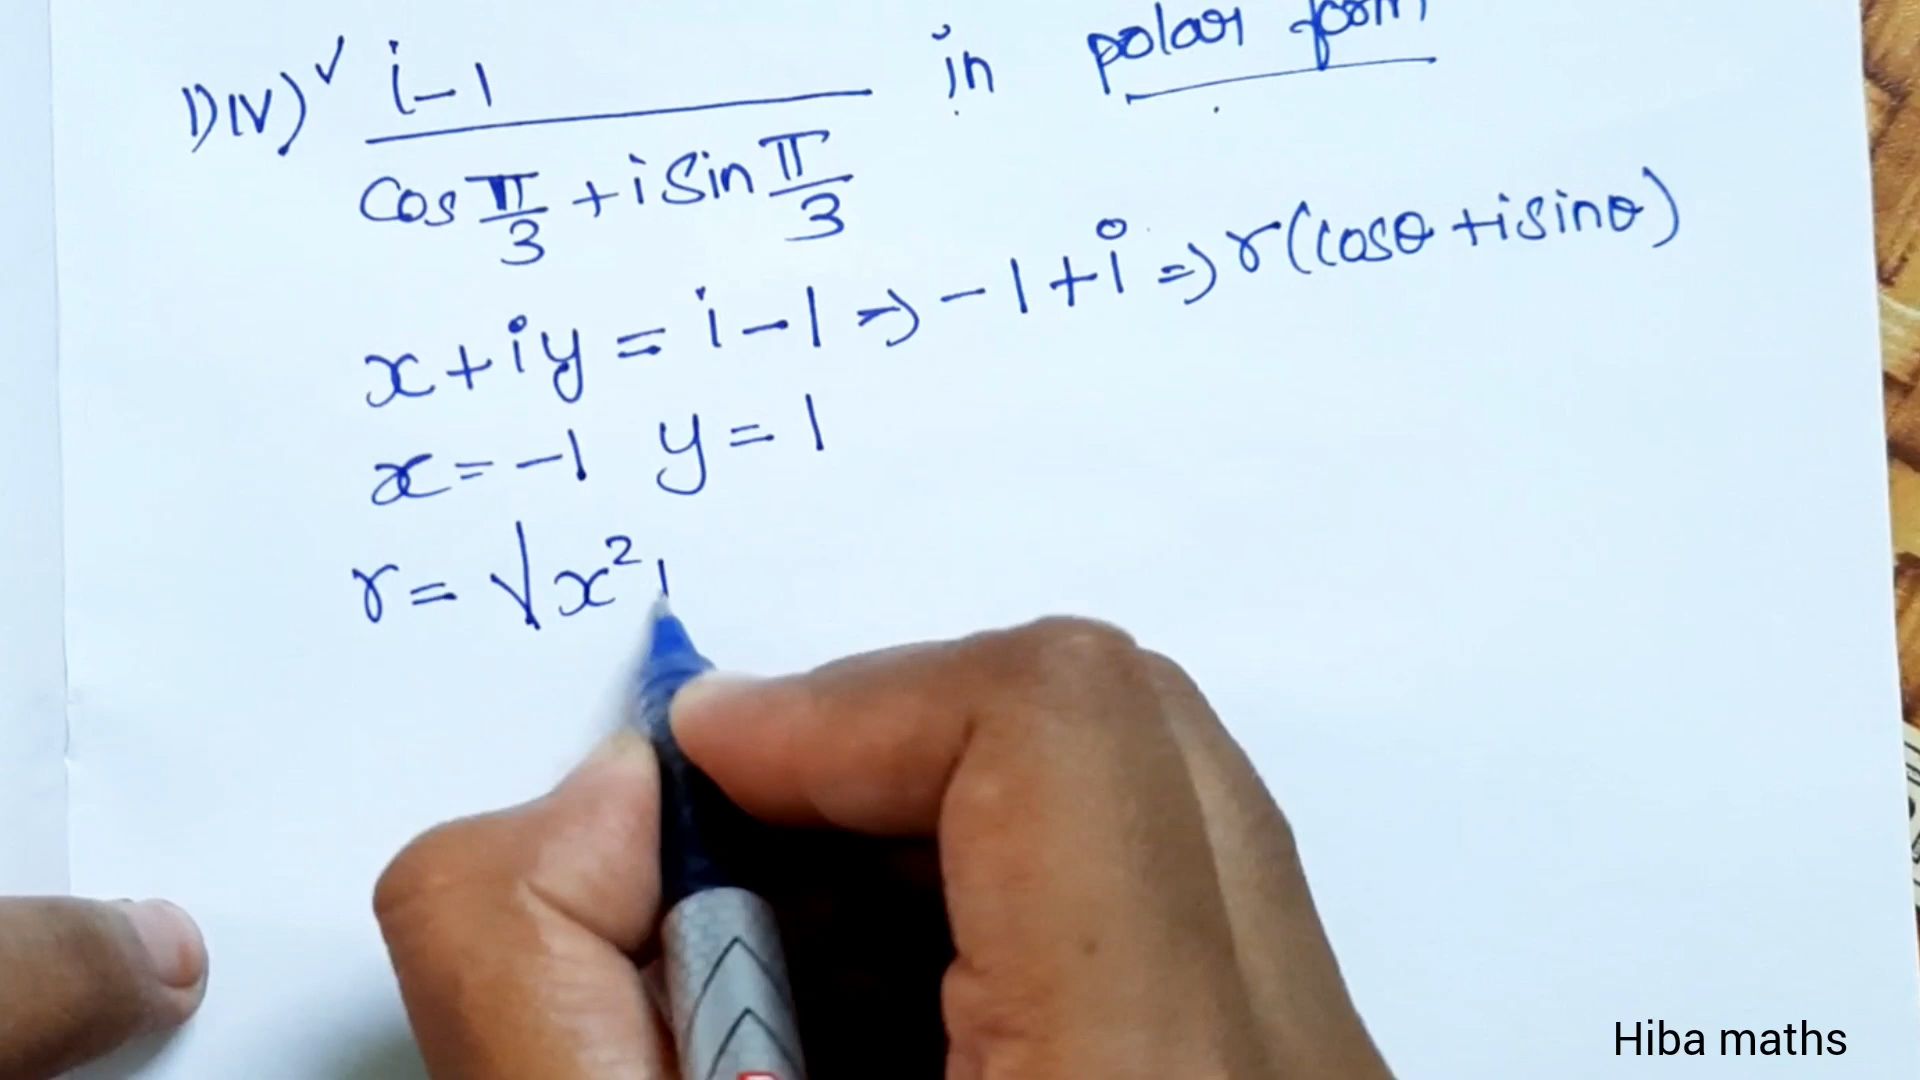 1)(iv) ✓ i-1 in polar form
cos π/3 + i sin π/3
x + iy = i - 1 ⇒ -1 + i ⇒ r(cosθ + i sinθ)
x = -1 y = 1
r = √x²
Hiba maths